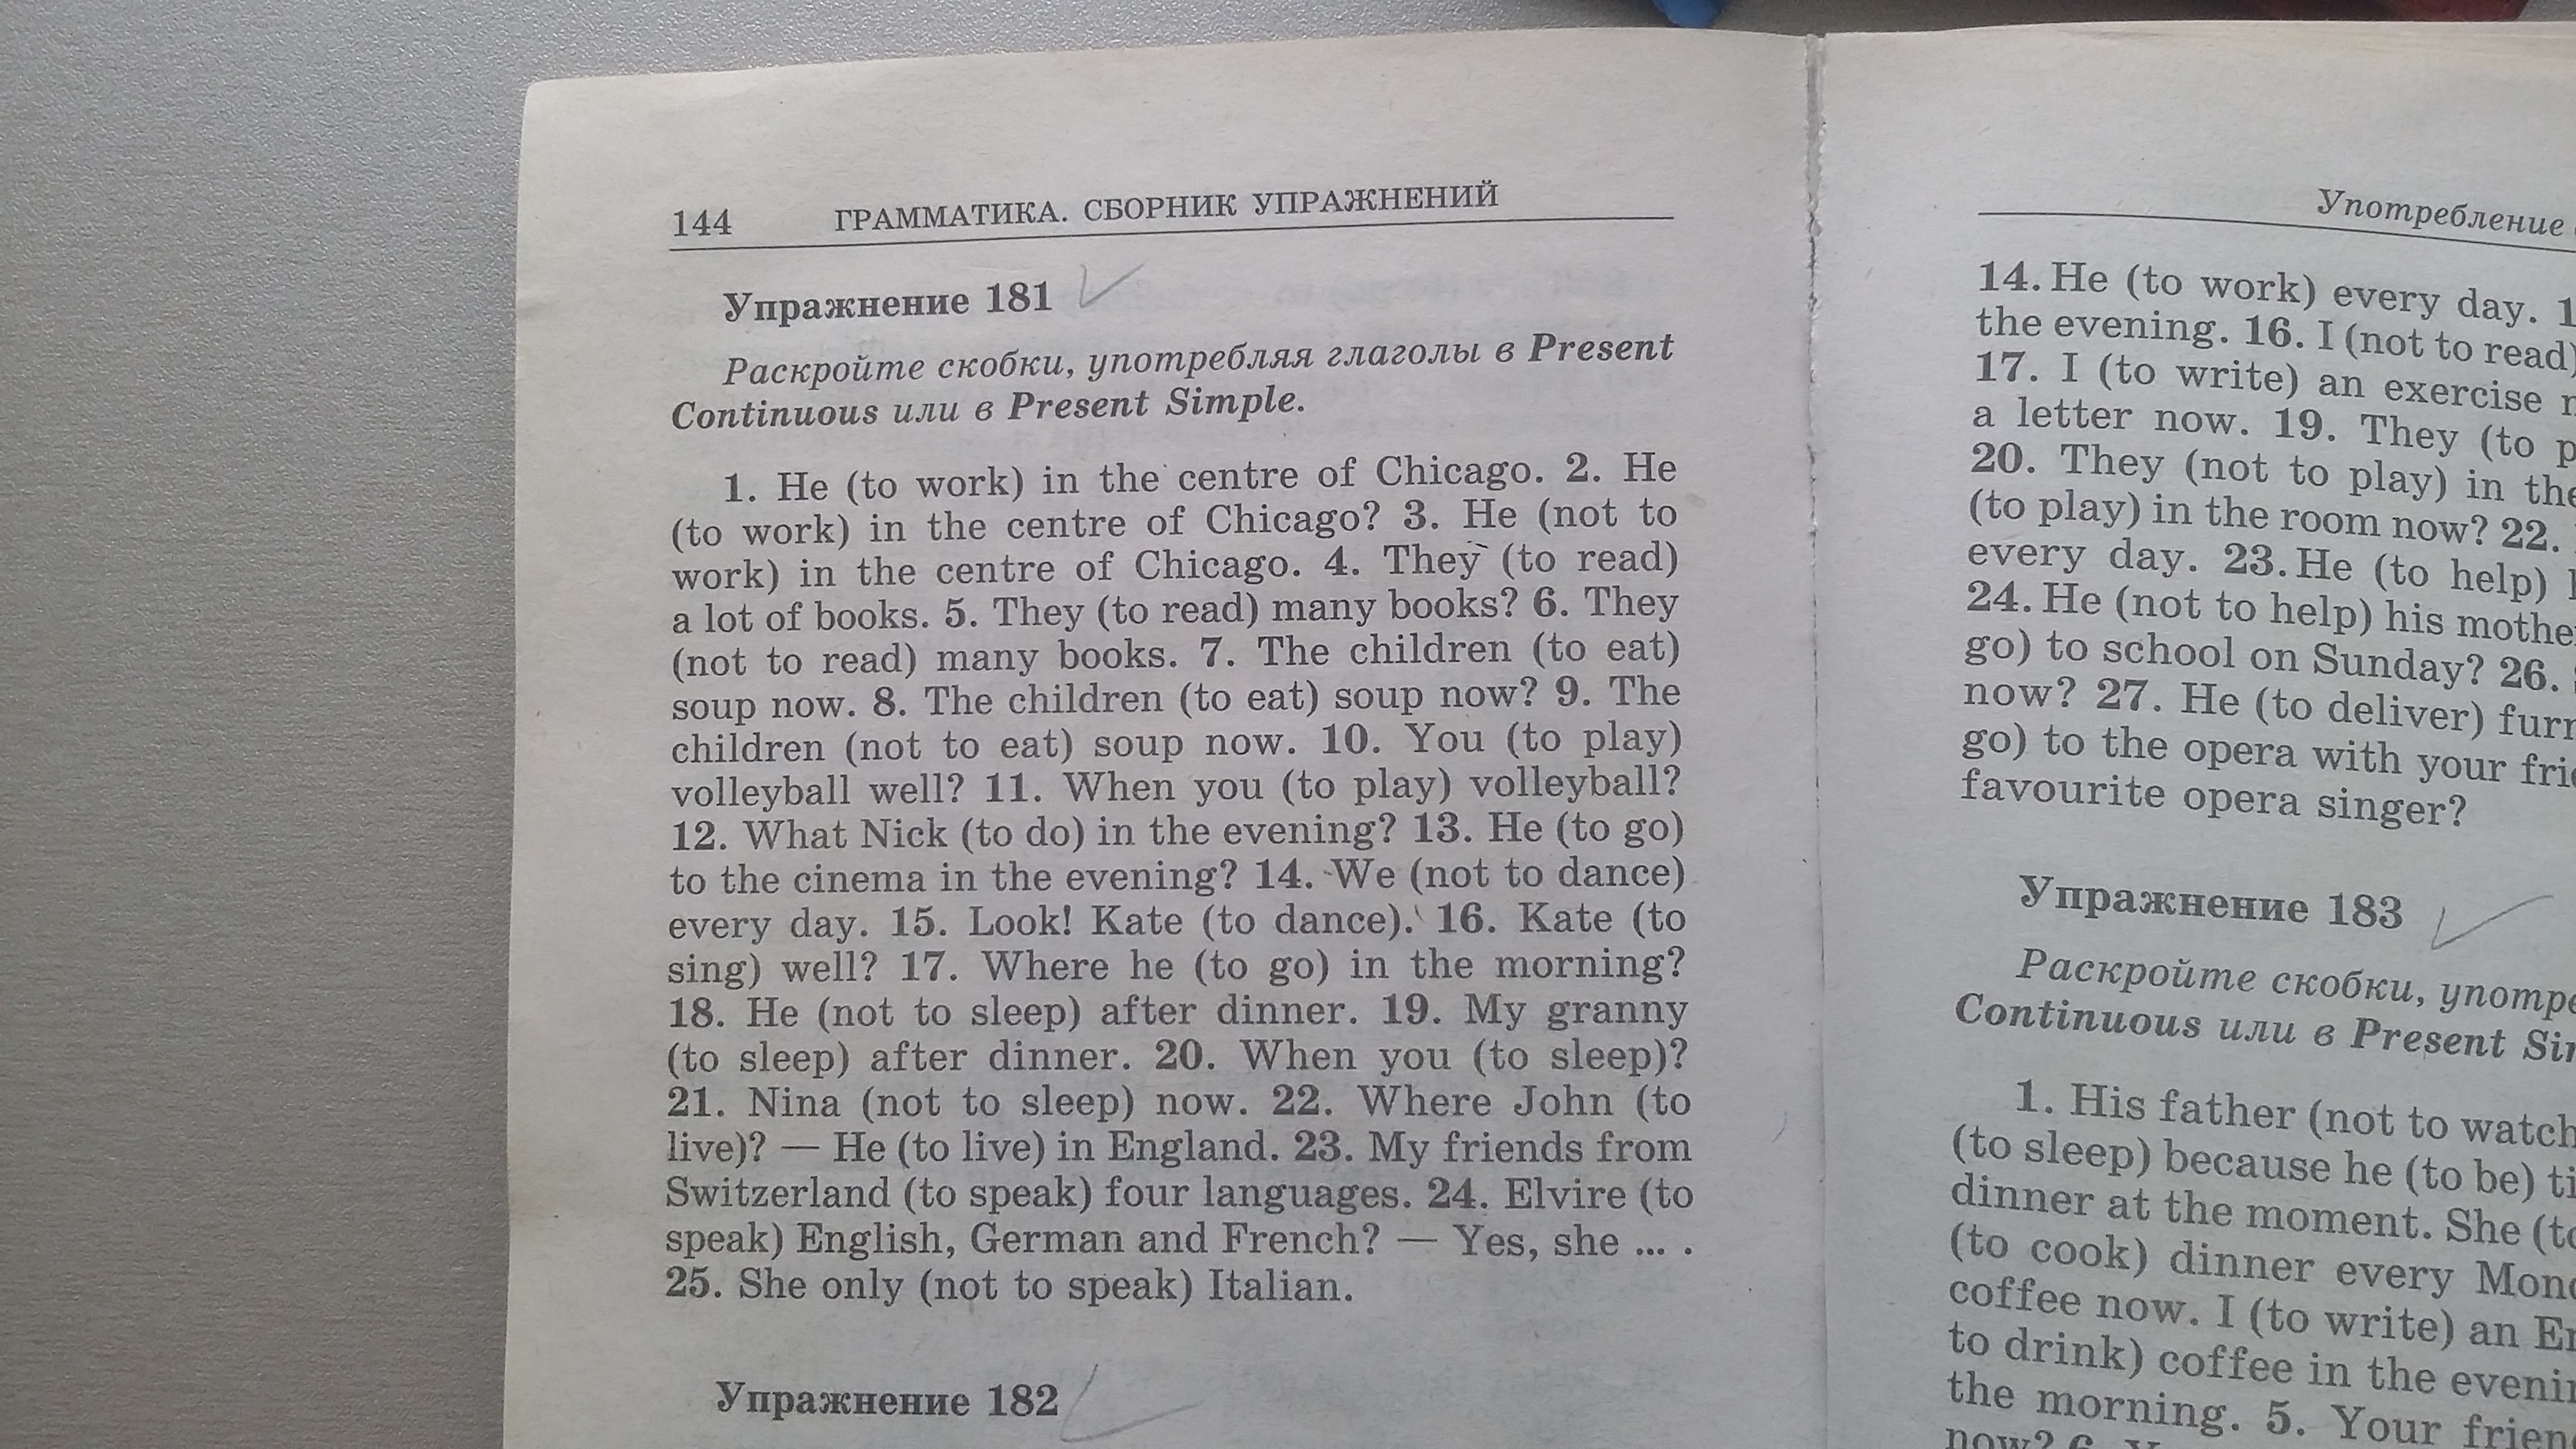 144 ГРАММАТИКА. СБОРНИК УПРАЖНЕНИЙ
Упражнение 181
Раскройте скобки, употребляя глаголы в Present
Continuous или в Present Simple.
1. He (to work) in the centre of Chicago. 2. He
(to work) in the centre of Chicago? 3. He (not to
work) in the centre of Chicago. 4. They (to read)
a lot of books. 5. They (to read) many books? 6. They
(not to read) many books. 7. The children (to eat)
soup now. 8. The children (to eat) soup now? 9. The
children (not to eat) soup now. 10. You (to play)
volleyball well? 11. When you (to play) volleyball?
12. What Nick (to do) in the evening? 13. He (to go)
to the cinema in the evening? 14. We (not to dance)
every day. 15. Look! Kate (to dance). 16. Kate (to
sing) well? 17. Where he (to go) in the morning?
18. He (not to sleep) after dinner. 19. My granny
(to sleep) after dinner. 20. When you (to sleep)?
21. Nina (not to sleep) now. 22. Where John (to
live)? — He (to live) in England. 23. My friends from
Switzerland (to speak) four languages. 24. Elvire (to
speak) English, German and French? — Yes, she ... .
25. She only (not to speak) Italian.
Упражнение 182
Употребление
14. He (to work) every day.
the evening. 16. I (not to read)
17. I (to write) an exercise
a letter now. 19. They (to
20. They (not to play) in the
(to play) in the room now? 22.
every day. 23. He (to help)
24. He (not to help) his
go) to school on Sunday? 26.
now? 27. He (to deliver)
go) to the opera with your
favourite opera singer?
Упражнение 183
Раскройте скобки,
Continuous или в Present
1. His father (not to watch
(to sleep) because he (to be)
dinner at the moment. She
(to cook) dinner every
coffee now. I (to write) an
to drink) coffee in the
the morning. 5. Your
now? 6.